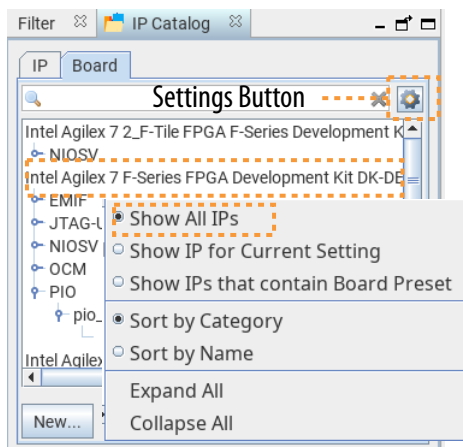 Filter IP Catalog
IP Board
Settings Button
Intel Agilex 7 2_F-Tile FPGA F-Series Development K
NIOSV
Intel Agilex 7 F-Series FPGA Development Kit DK-DE
EMIF
JTAG-U
NIOSV
OCM
PIO
pio_
Intel Agilex
Show All IPs
Show IP for Current Setting
Show IPs that contain Board Preset
Sort by Category
Sort by Name
Expand All
Collapse All
New...